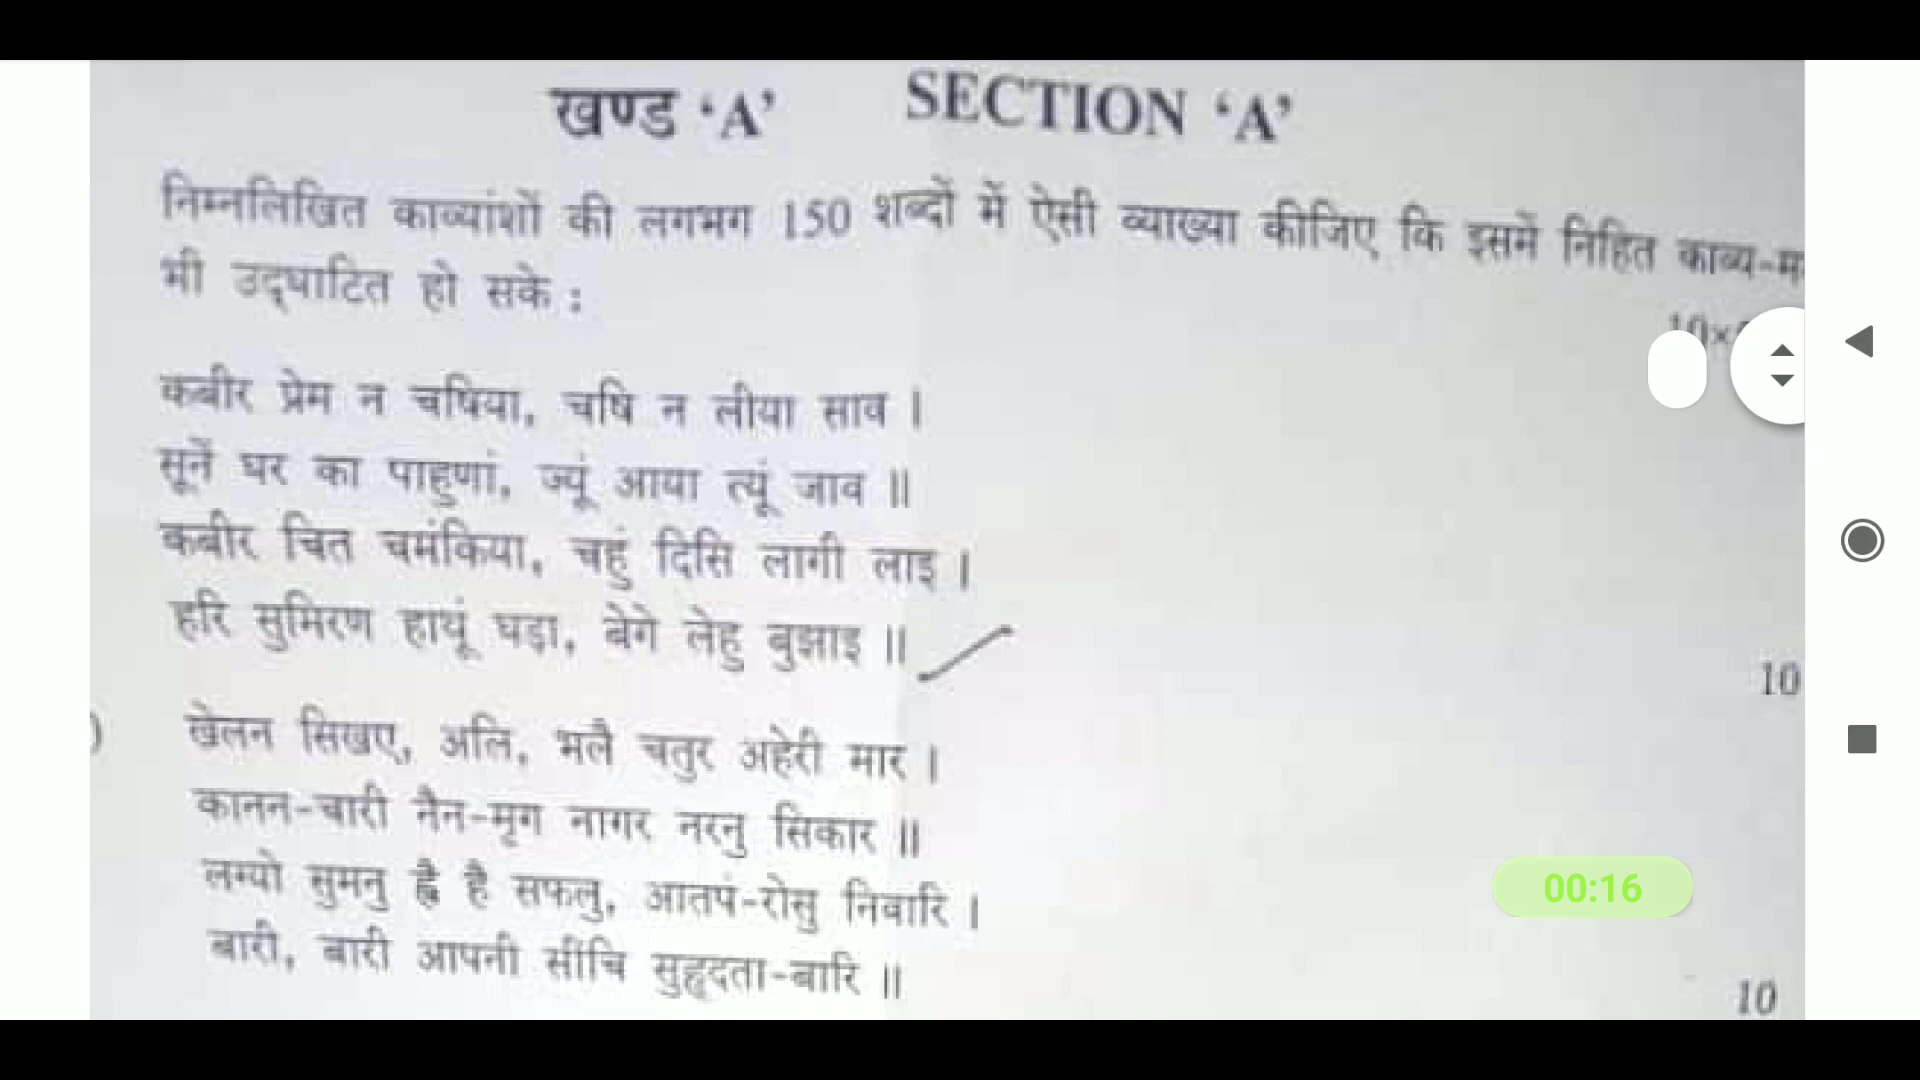 खण्ड ‘A’ SECTION ‘A’
निम्नलिखित काव्यांशों की लगभग 150 शब्दों में ऐसी व्याख्या कीजिए कि इसमें निहित काव्य-म
भी उद्घाटित हो सके :
10×
कबीर प्रेम न चषिया, चषि न लीया साव ।
सूनें घर का पाहुणां, ज्यूं आया त्यूं जाव ॥
कबीर चित चमंकिया, चहुं दिसि लागी लाइ ।
हरि सुमिरण हाथूं घड़ा, बेगे लेहु बुझाइ ॥
10
) खेलन सिखए, अलि, भलै चतुर अहेरी मार ।
कानन-चारी नैन-मृग नागर नरनु सिकार ॥
लग्यो सुमनु ह्वै है सफलु, आतप-रोसु निवारि ।
00:16
बारी, बारी आपनी सींचि सुहृदता-बारि ॥
10